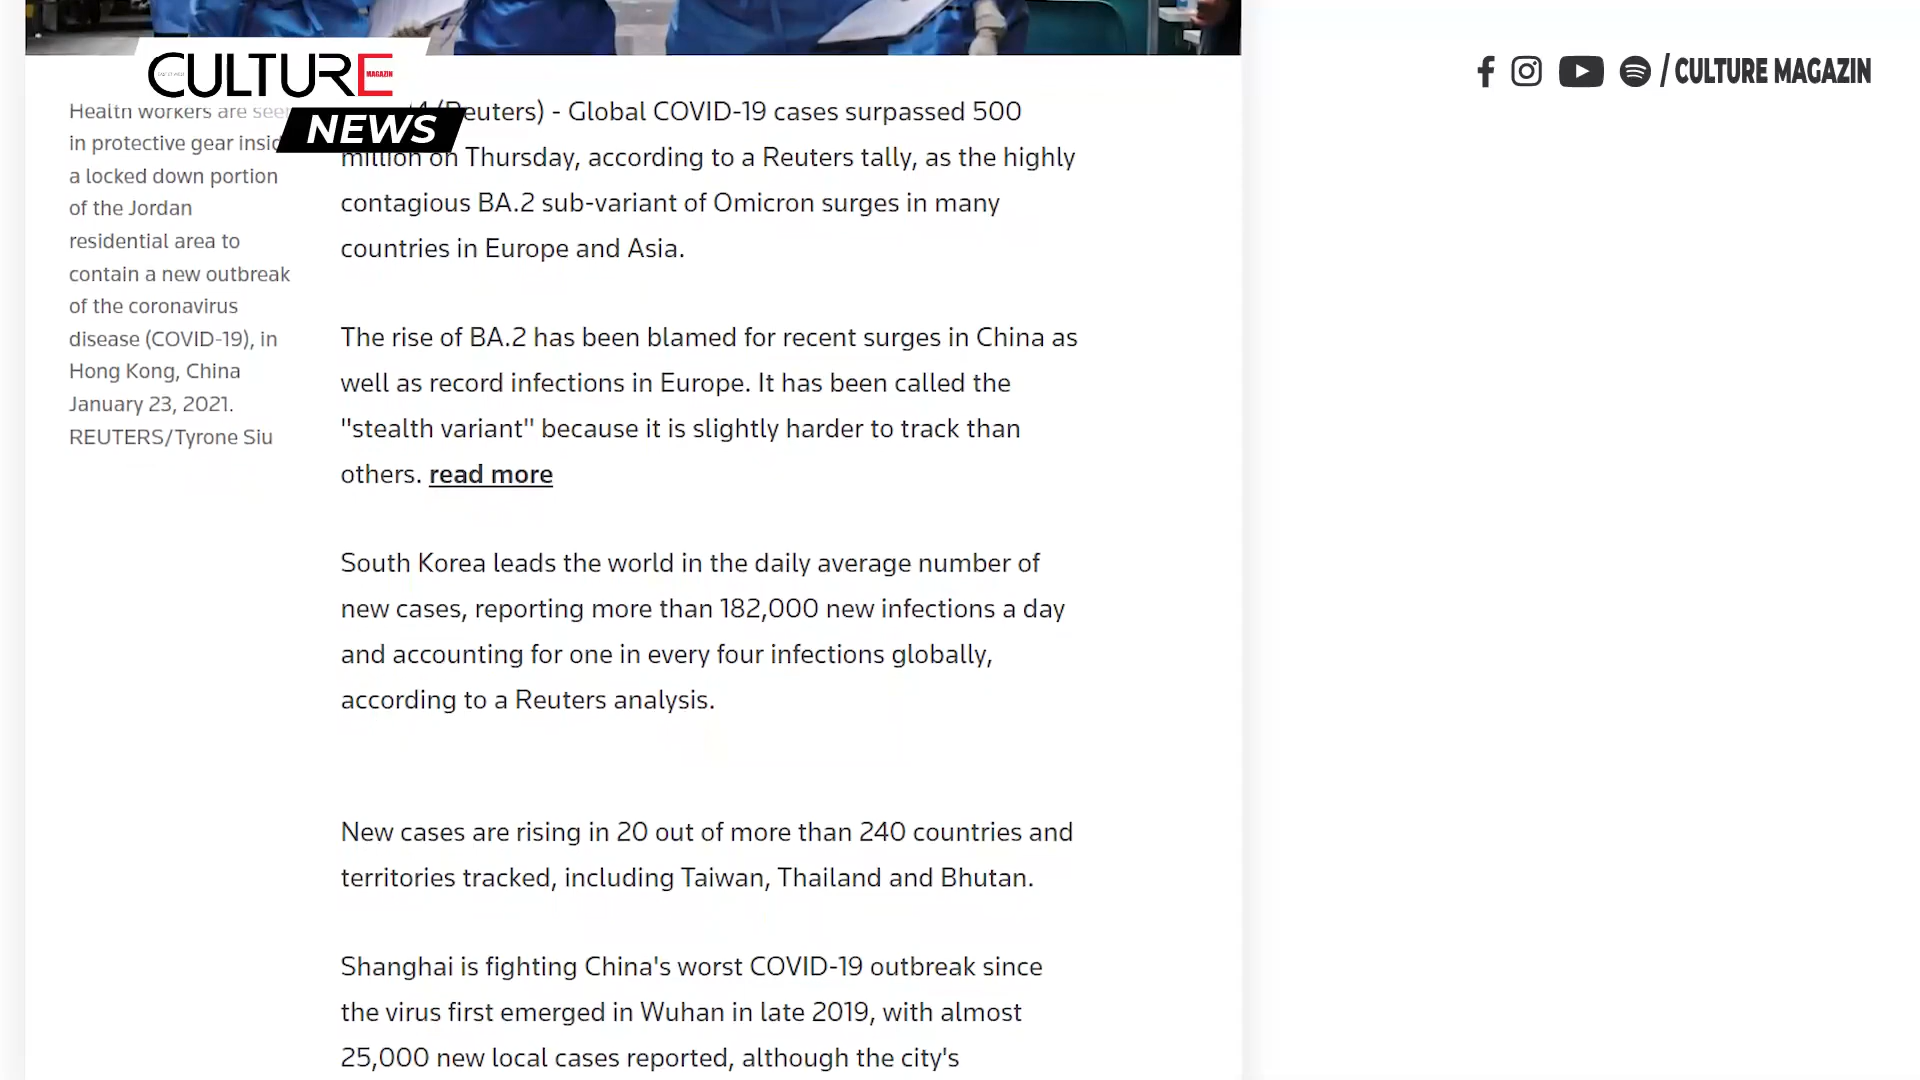 CULTURE
MAGAZIN
NEWS
/ CULTURE MAGAZIN
Health workers are see
in protective gear insid
a locked down portion
of the Jordan
residential area to
contain a new outbreak
of the coronavirus
disease (COVID-19), in
Hong Kong, China
January 23, 2021.
REUTERS/Tyrone Siu
(Reuters) - Global COVID-19 cases surpassed 500
million on Thursday, according to a Reuters tally, as the highly
contagious BA.2 sub-variant of Omicron surges in many
countries in Europe and Asia.
The rise of BA.2 has been blamed for recent surges in China as
well as record infections in Europe. It has been called the
"stealth variant" because it is slightly harder to track than
others. read more
South Korea leads the world in the daily average number of
new cases, reporting more than 182,000 new infections a day
and accounting for one in every four infections globally,
according to a Reuters analysis.
New cases are rising in 20 out of more than 240 countries and
territories tracked, including Taiwan, Thailand and Bhutan.
Shanghai is fighting China's worst COVID-19 outbreak since
the virus first emerged in Wuhan in late 2019, with almost
25,000 new local cases reported, although the city's